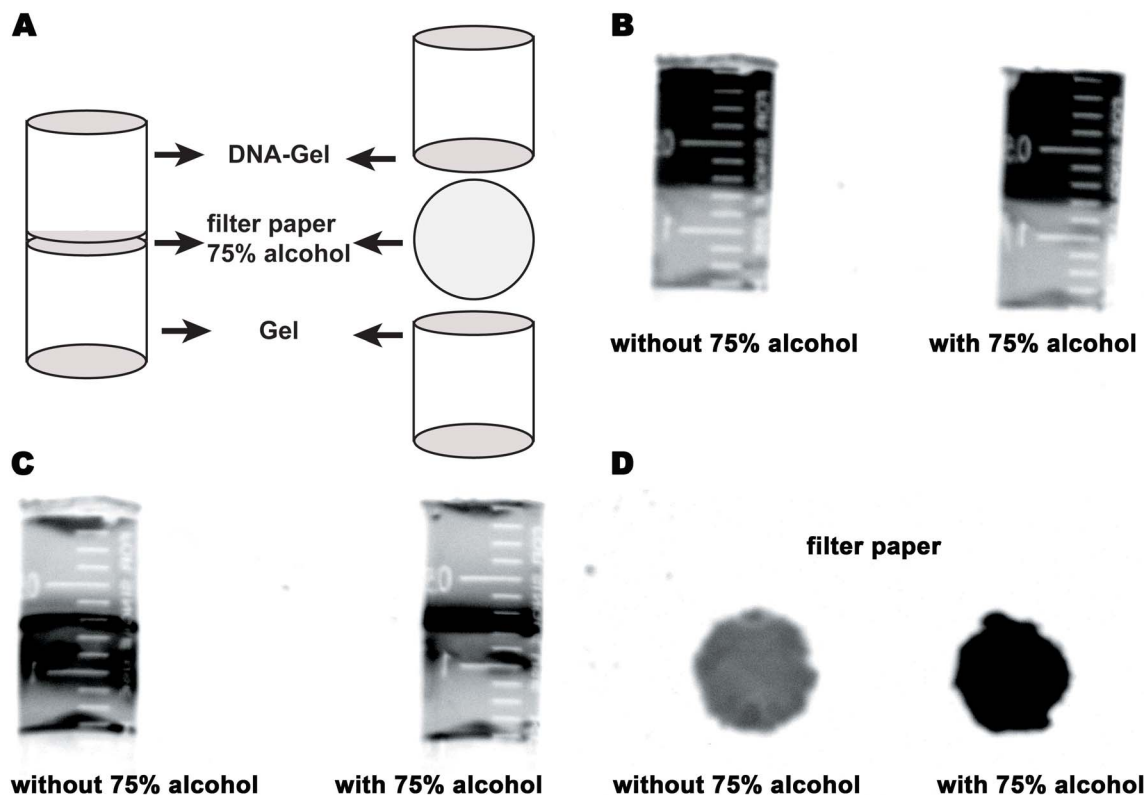 A
DNA-Gel
filter paper
75% alcohol
Gel
B
without 75% alcohol
with 75% alcohol
C
without 75% alcohol
with 75% alcohol
D
filter paper
without 75% alcohol
with 75% alcohol